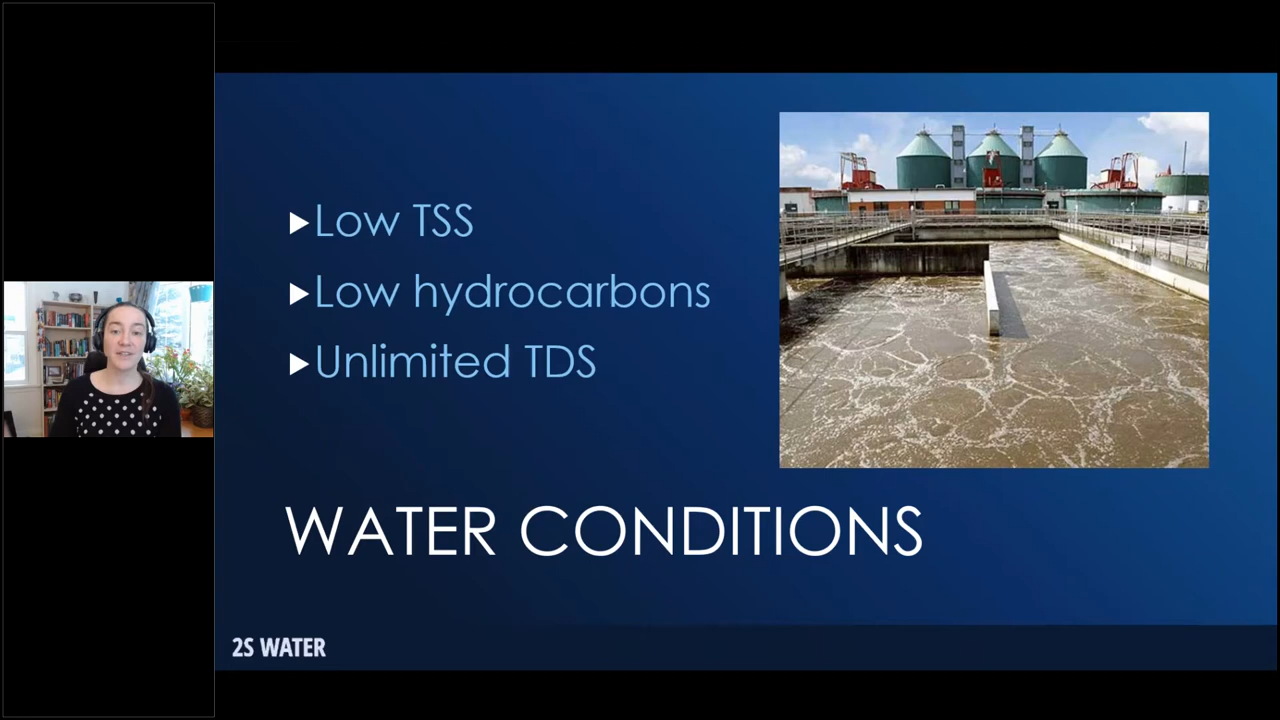 Low TSS
Low hydrocarbons
Unlimited TDS
WATER CONDITIONS
2S WATER